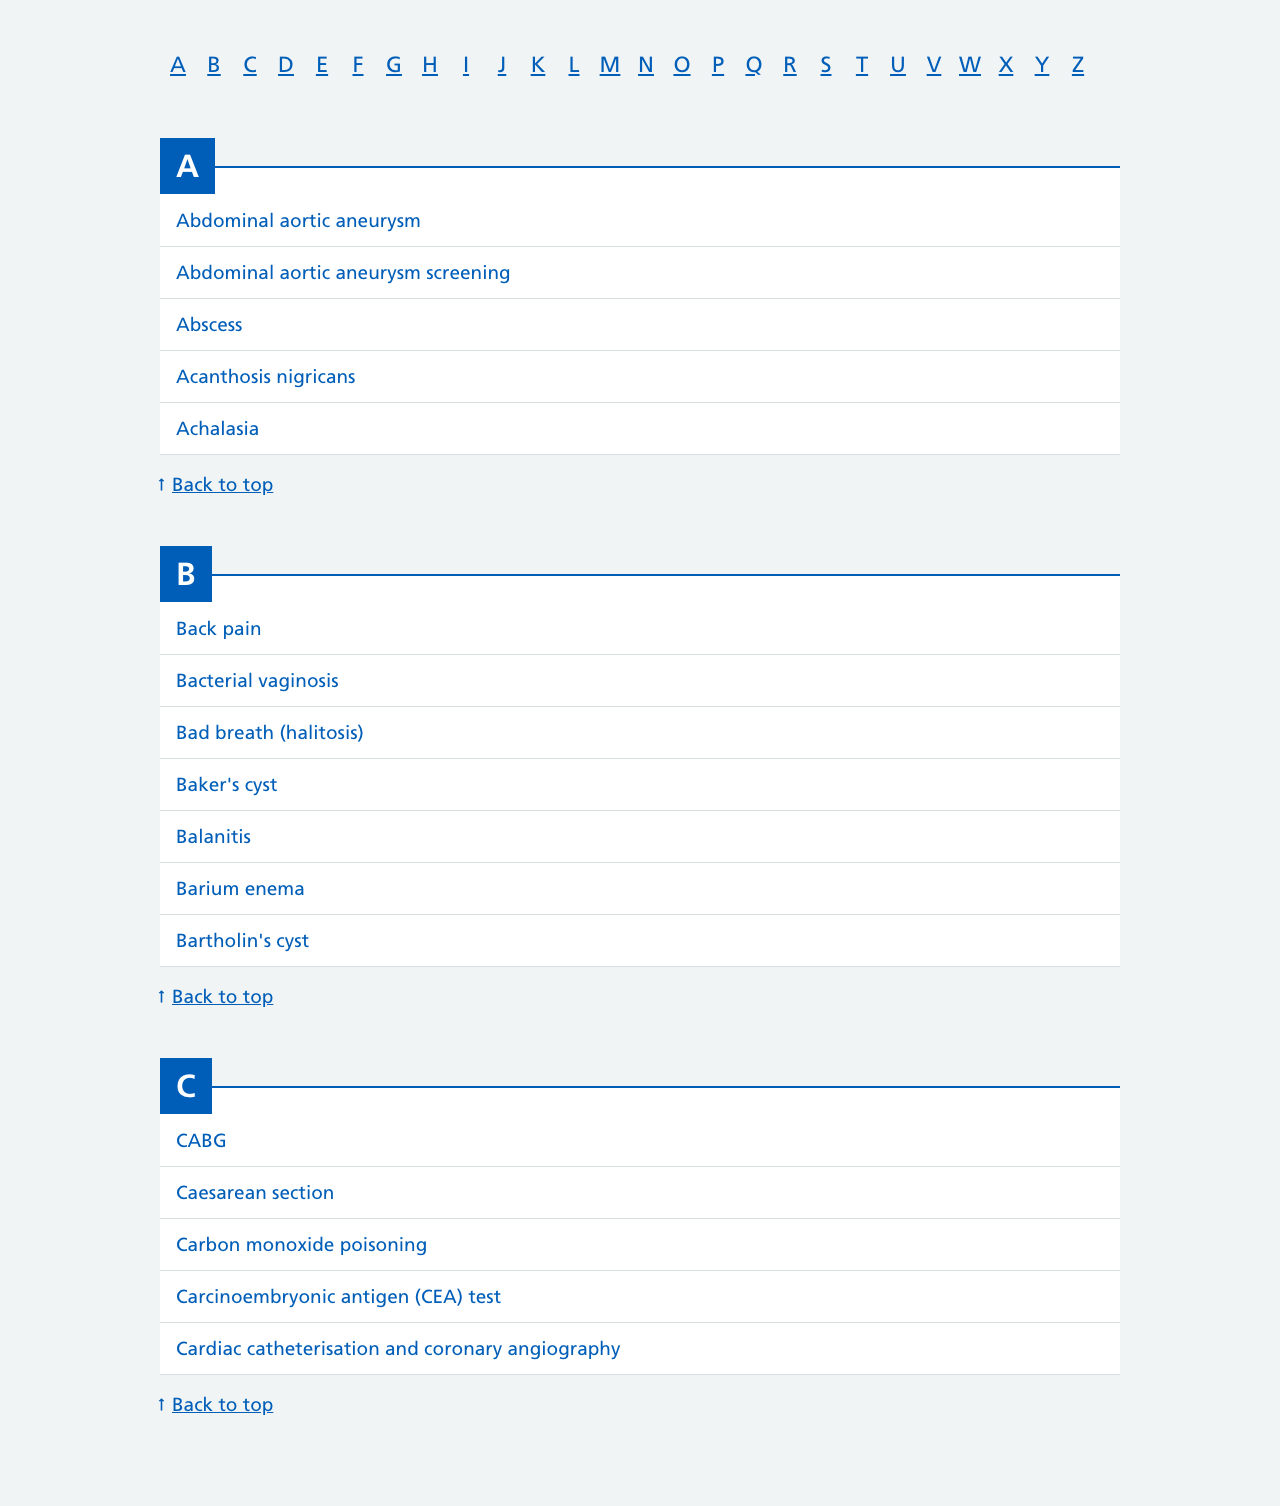 A B C D E F G H I J K L M N O P Q R S T U V W X Y Z
A
Abdominal aortic aneurysm
Abdominal aortic aneurysm screening
Abscess
Acanthosis nigricans
Achalasia
↑ Back to top
B
Back pain
Bacterial vaginosis
Bad breath (halitosis)
Baker's cyst
Balanitis
Barium enema
Bartholin's cyst
↑ Back to top
C
CABG
Caesarean section
Carbon monoxide poisoning
Carcinoembryonic antigen (CEA) test
Cardiac catheterisation and coronary angiography
↑ Back to top